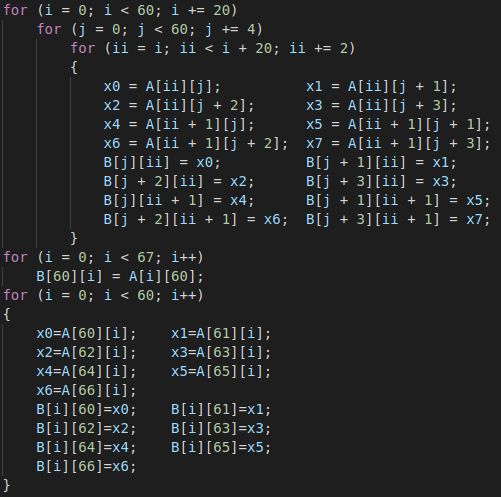 for (i = 0; i < 60; i += 20)
    for (j = 0; j < 60; j += 4)
        for (ii = i; ii < i + 20; ii += 2)
        {
            x0 = A[ii][j];          x1 = A[ii][j + 1];
            x2 = A[ii][j + 2];      x3 = A[ii][j + 3];
            x4 = A[ii + 1][j];      x5 = A[ii + 1][j + 1];
            x6 = A[ii + 1][j + 2];  x7 = A[ii + 1][j + 3];
            B[j][ii] = x0;          B[j + 1][ii] = x1;
            B[j + 2][ii] = x2;      B[j + 3][ii] = x3;
            B[j][ii + 1] = x4;      B[j + 1][ii + 1] = x5;
            B[j + 2][ii + 1] = x6;  B[j + 3][ii + 1] = x7;
        }
for (i = 0; i < 67; i++)
    B[60][i] = A[i][60];
for (i = 0; i < 60; i++)
{
    x0=A[60][i];    x1=A[61][i];
    x2=A[62][i];    x3=A[63][i];
    x4=A[64][i];    x5=A[65][i];
    x6=A[66][i];
    B[i][60]=x0;    B[i][61]=x1;
    B[i][62]=x2;    B[i][63]=x3;
    B[i][64]=x4;    B[i][65]=x5;
    B[i][66]=x6;
}